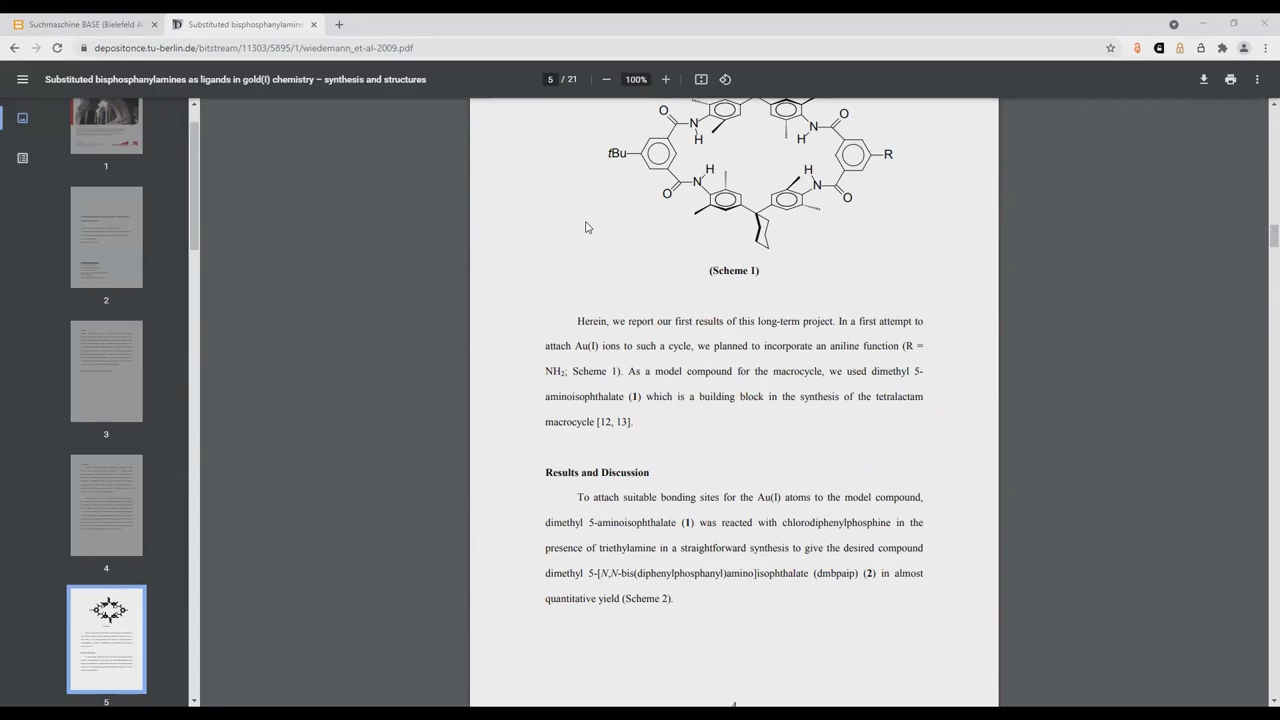 Suchmaschine BASE (Bielefeld A
Substituted bisphosphanylamine
depositonce.tu-berlin.de/bitstream/11303/5895/1/wiedemann_et-al-2009.pdf
Substituted bisphosphanylamines as ligands in gold(I) chemistry – synthesis and structures
5 / 21
100%
1
2
3
4
5
O
N
H
N
H
O
tBu
R
H
N
O
H
N
O
(Scheme 1)
Herein, we report our first results of this long-term project. In a first attempt to
attach Au(I) ions to such a cycle, we planned to incorporate an aniline function (R =
NH2; Scheme 1). As a model compound for the macrocycle, we used dimethyl 5-
aminoisophthalate (1) which is a building block in the synthesis of the tetralactam
macrocycle [12, 13].
Results and Discussion
To attach suitable bonding sites for the Au(I) atoms to the model compound,
dimethyl 5-aminoisophthalate (1) was reacted with chlorodiphenylphosphine in the
presence of triethylamine in a straightforward synthesis to give the desired compound
dimethyl 5-[N,N-bis(diphenylphosphanyl)amino]isophthalate (dmbpaip) (2) in almost
quantitative yield (Scheme 2).